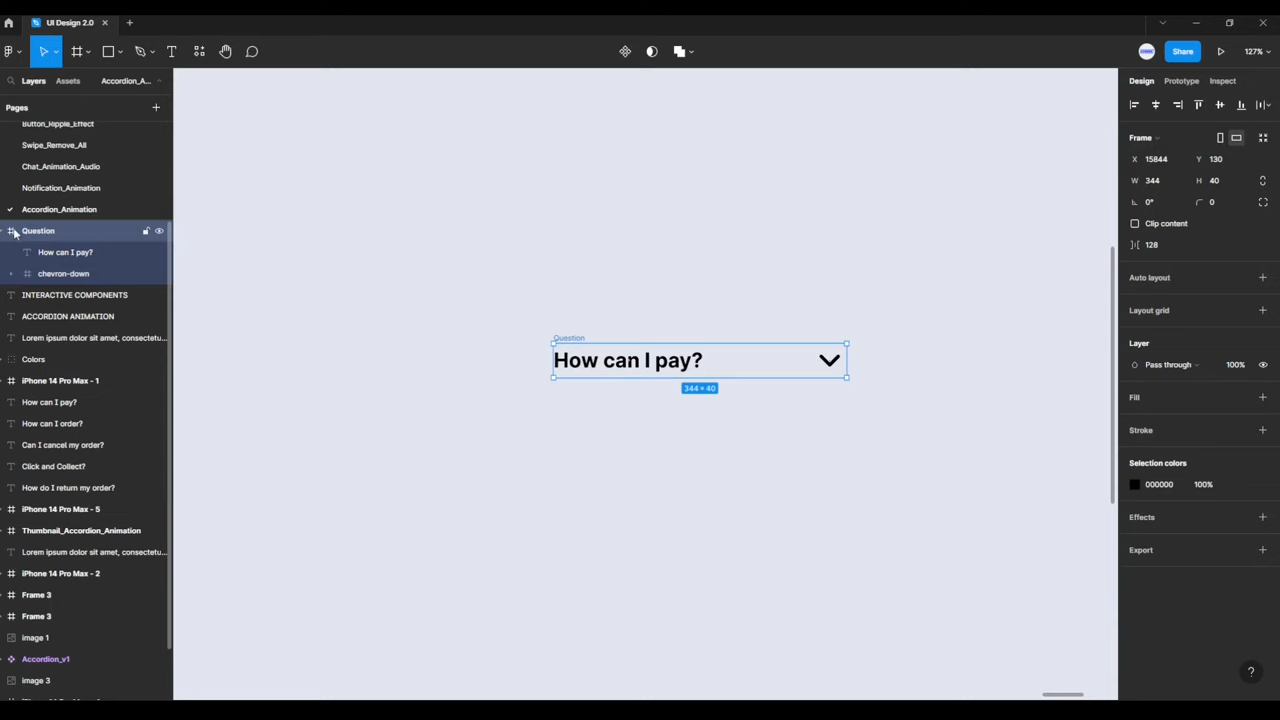 UI Design 2.0
Share
127%
Layers
Assets
Accordion_A...
Design
Prototype
Inspect
Pages
Button_Ripple_Effect
Swipe_Remove_All
Chat_Animation_Audio
Notification_Animation
Accordion_Animation
Question
How can I pay?
chevron-down
INTERACTIVE COMPONENTS
ACCORDION ANIMATION
Lorem ipsum dolor sit amet, consectetu...
Colors
iPhone 14 Pro Max - 1
How can I pay?
How can I order?
Can I cancel my order?
Click and Collect?
How do I return my order?
iPhone 14 Pro Max - 5
Thumbnail_Accordion_Animation
Lorem ipsum dolor sit amet, consectetu...
iPhone 14 Pro Max - 2
Frame 3
Frame 3
image 1
Accordion_v1
image 3
Question
How can I pay?
344 × 40
Frame
X 15844 Y 130
W 344 H 40
0° 0
Clip content
128
Auto layout
Layout grid
Layer
Pass through 100%
Fill
Stroke
Selection colors
000000 100%
Effects
Export
?